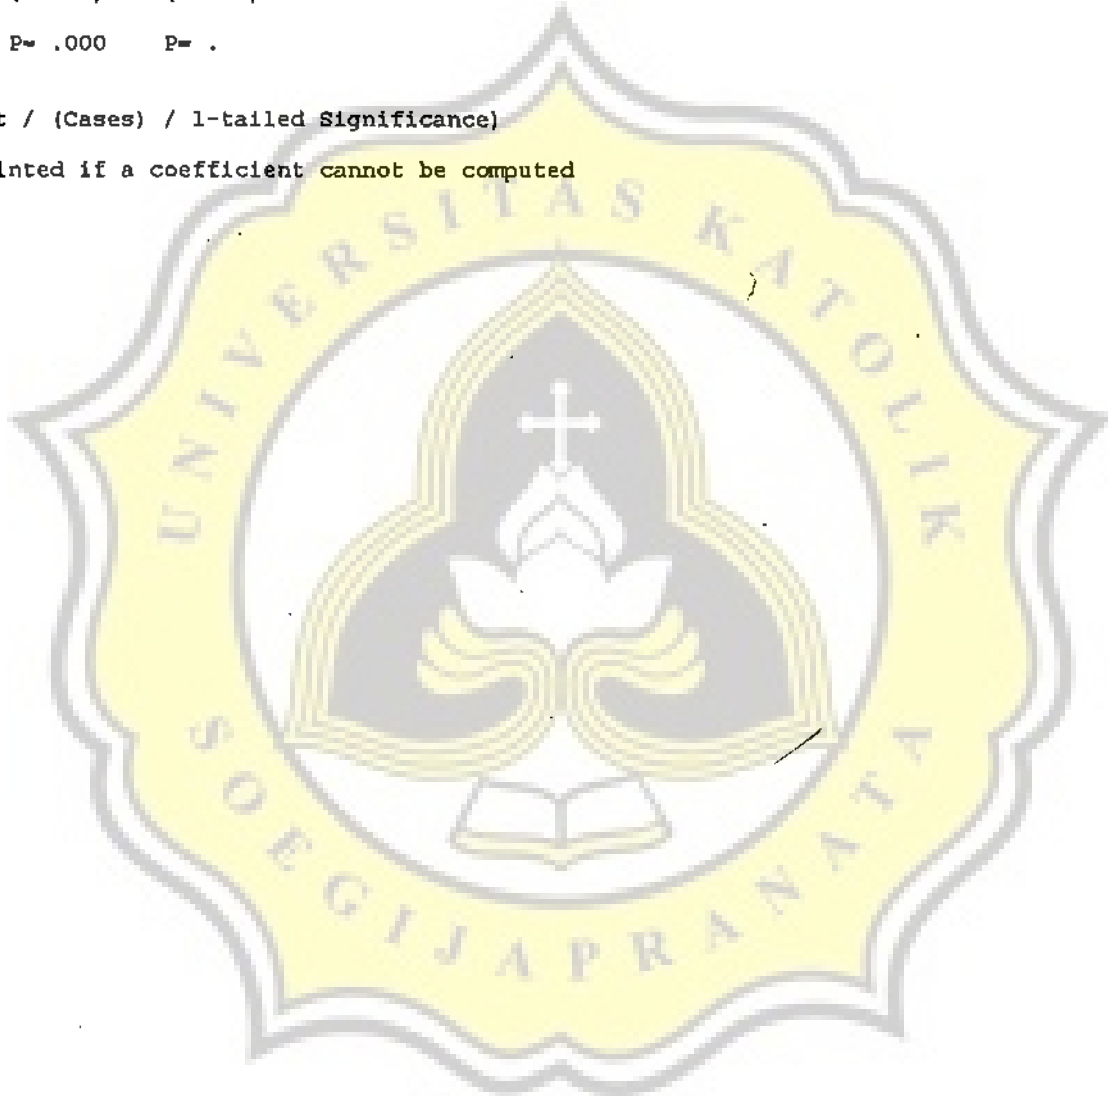 P= .000 P= .
t / (Cases) / 1-tailed Significance)
inted if a coefficient cannot be computed
UNIVERSITAS KATOLIK
SOEGIJAPRANATA